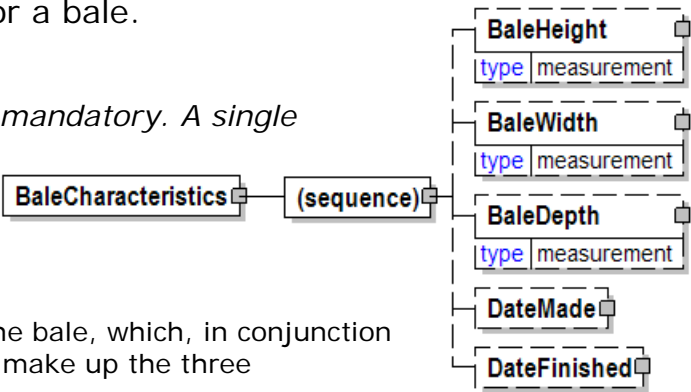 or a bale.
mandatory. A single
BaleCharacteristics
(sequence)
BaleHeight
type measurement
BaleWidth
type measurement
BaleDepth
type measurement
DateMade
DateFinished
he bale, which, in conjunction
make up the three